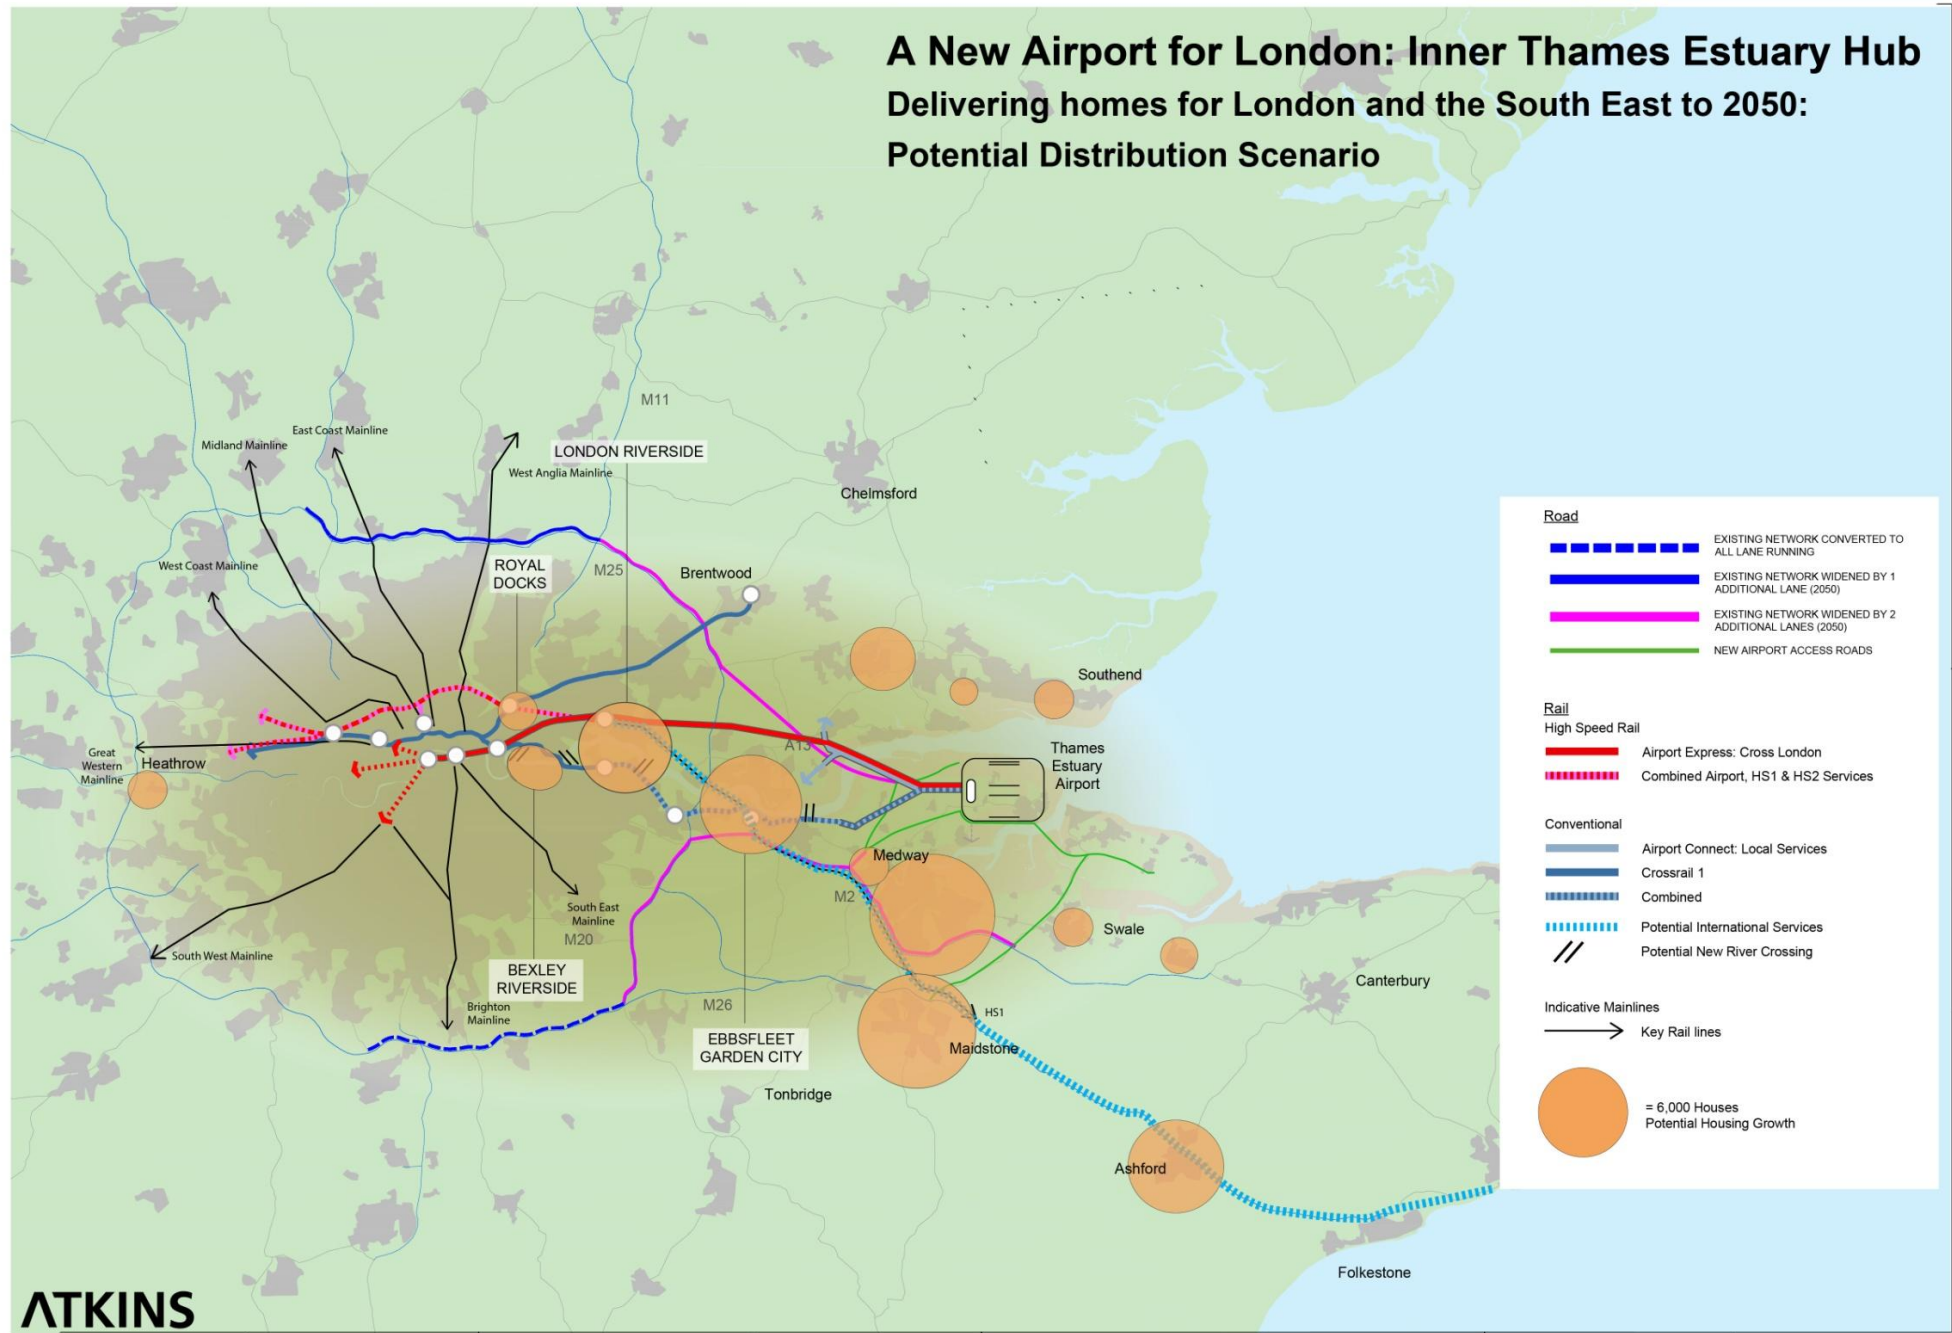 A New Airport for London: Inner Thames Estuary Hub
Delivering homes for London and the South East to 2050:
Potential Distribution Scenario
M11
East Coast Mainline
Midland Mainline
LONDON RIVERSIDE
West Anglia Mainline
Chelmsford
West Coast Mainline
ROYAL
DOCKS
M25
Brentwood
Southend
Great
Western
Mainline
Heathrow
A13
Thames
Estuary
Airport
Medway
M2
South East
Mainline
M20
Swale
South West Mainline
BEXLEY
RIVERSIDE
Canterbury
Brighton
Mainline
M26
HS1
EBBSFLEET
GARDEN CITY
Maidstone
Tonbridge
Ashford
Folkestone
Road
EXISTING NETWORK CONVERTED TO
ALL LANE RUNNING
EXISTING NETWORK WIDENED BY 1
ADDITIONAL LANE (2050)
EXISTING NETWORK WIDENED BY 2
ADDITIONAL LANES (2050)
NEW AIRPORT ACCESS ROADS
Rail
High Speed Rail
Airport Express: Cross London
Combined Airport, HS1 & HS2 Services
Conventional
Airport Connect: Local Services
Crossrail 1
Combined
Potential International Services
Potential New River Crossing
Indicative Mainlines
Key Rail lines
= 6,000 Houses
Potential Housing Growth
ATKINS